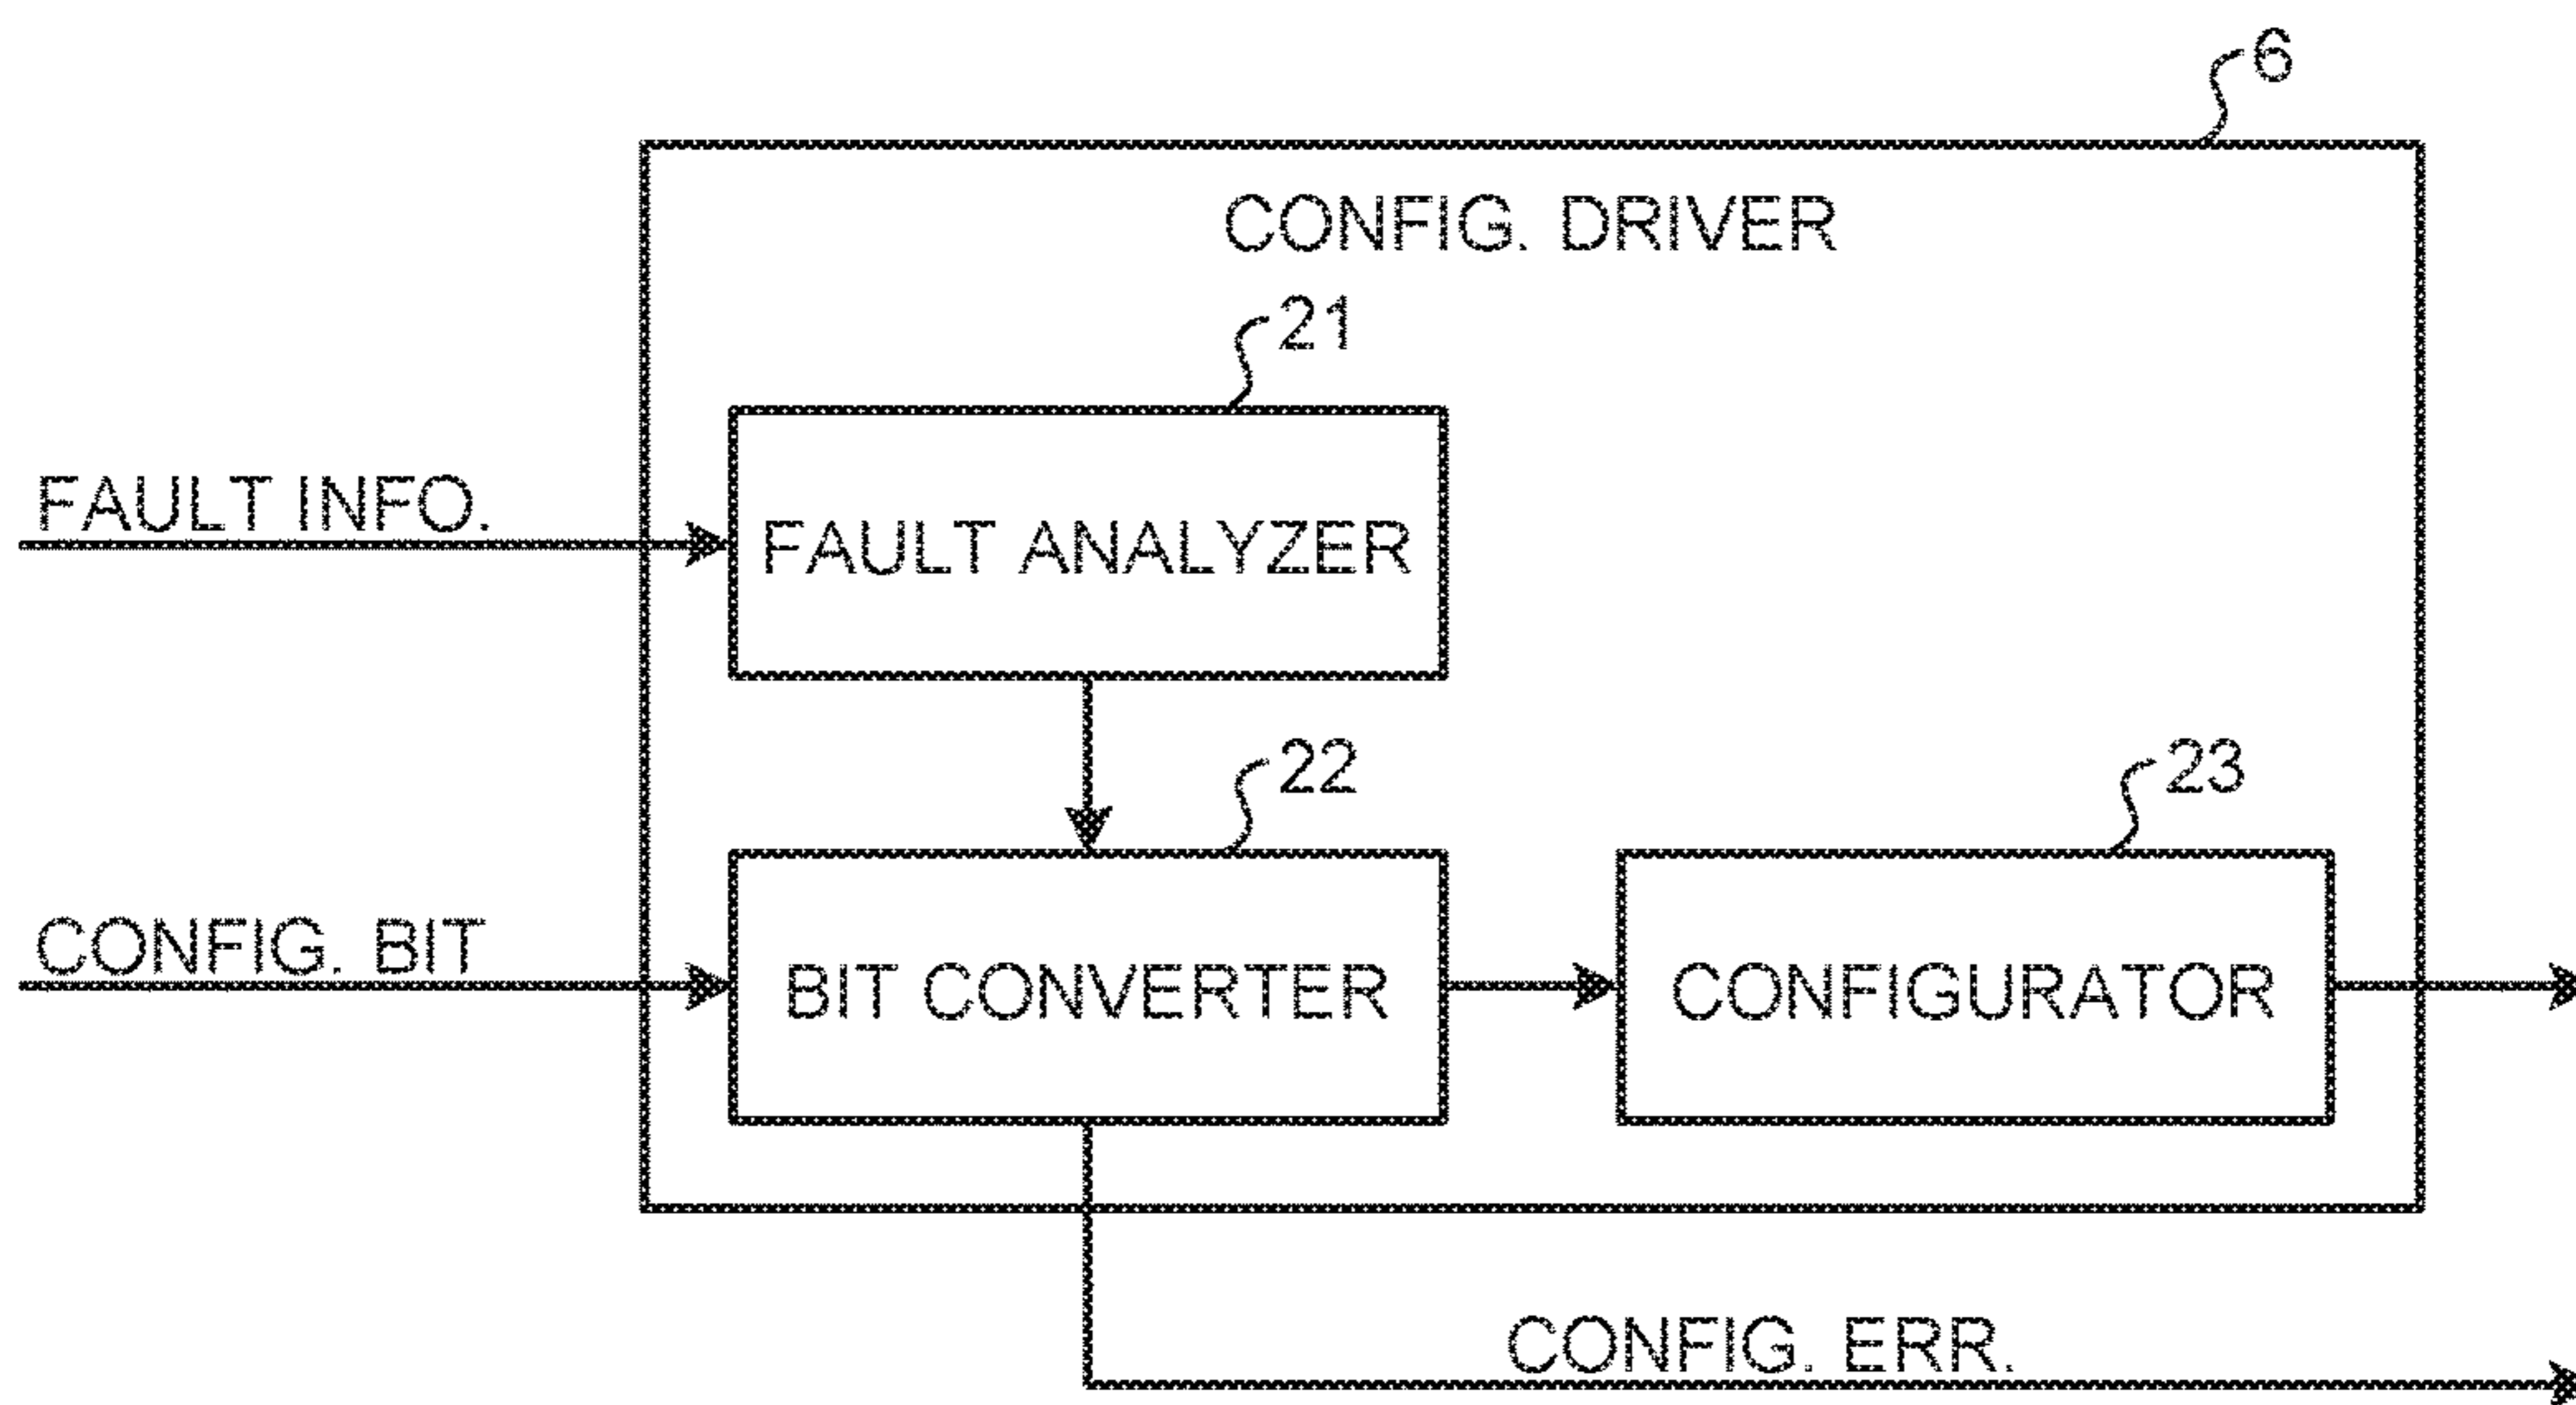 6
CONFIG. DRIVER
21
FAULT INFO.
FAULT ANALYZER
22
23
CONFIG. BIT
BIT CONVERTER
CONFIGURATOR
CONFIG. ERR.